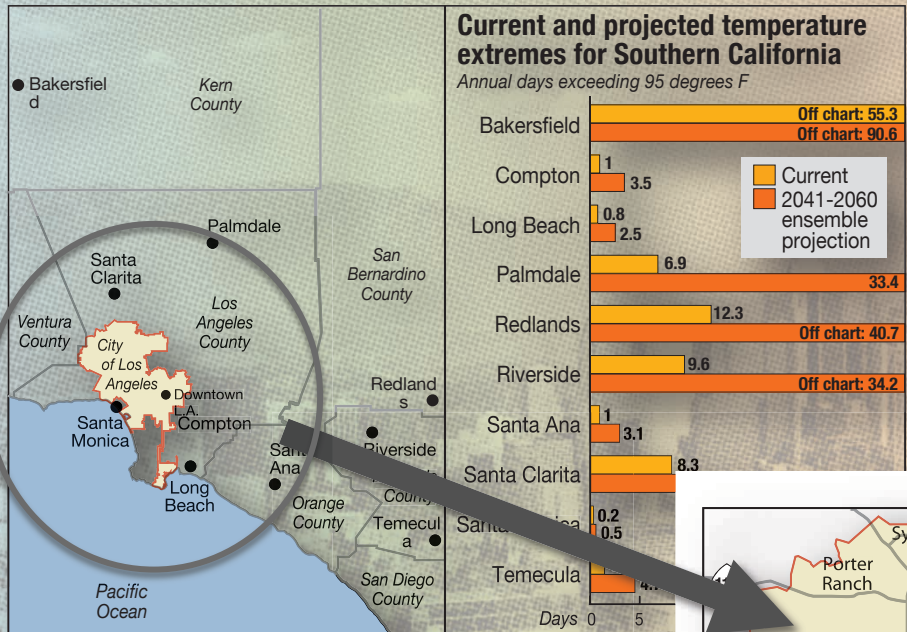 Bakersfiel
d
Kern
County
Palmdale
Santa
Clarita
San
Bernardino
County
Los
Angeles
County
Ventura
County
City
of Los
Angeles
Downtown
L.A.
Redland
s
Santa
Monica
Compton
Riverside
Ana
Long
Beach
County
Orange
County
Temecul
a
San Diego
County
Pacific
Ocean
Current and projected temperature
extremes for Southern California
Annual days exceeding 95 degrees F
Bakersfield
Off chart: 55.3
Off chart: 90.6
Compton
1
3.5
Current
2041-2060
ensemble
projection
Long Beach
0.8
2.5
Palmdale
6.9
33.4
Redlands
12.3
Off chart: 40.7
Riverside
9.6
Off chart: 34.2
Santa Ana
1
3.1
Santa Clarita
8.3
0.2
0.5
Temecula
Days 0 5
Porter
Ranch